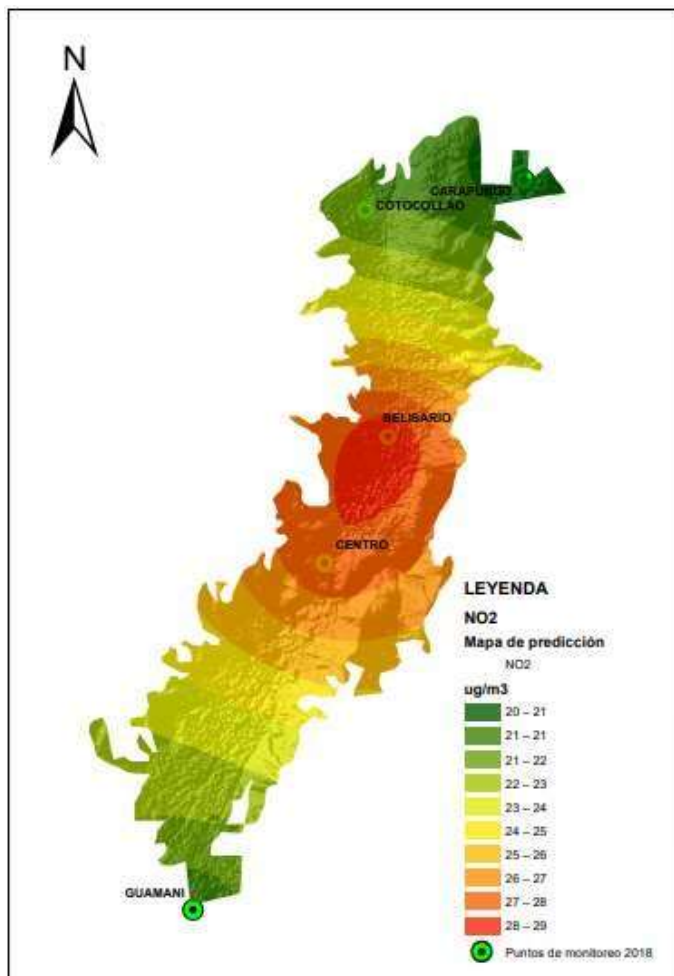 N
CARAPUNGO
COTOCOLLAO
BELISARIO
CENTRO
GUAMANI
LEYENDA
NO2
Mapa de predicción
NO2
ug/m3
20 – 21
21 – 21
21 – 22
22 – 23
23 – 24
24 – 25
25 – 26
26 – 27
27 – 28
28 – 29
Puntos de monitoreo 2018